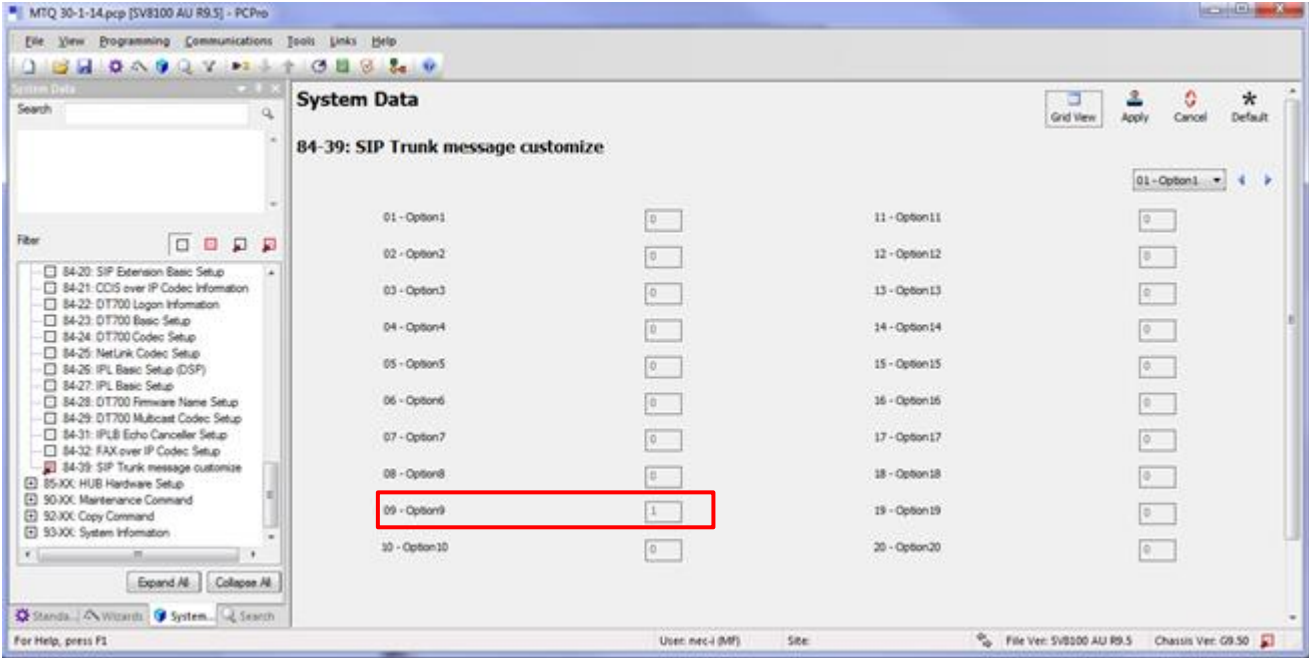 MTQ 30-1-14.pcp [SV8100 AU R9.5] - PCPro
File View Programming Communications Tools Links Help
System Data
Search
Filter
84-20: SIP Extension Basic Setup
84-21: CCIS over IP Codec Information
84-22: DT700 Logon Information
84-23: DT700 Basic Setup
84-24: DT700 Codec Setup
84-25: NetLink Codec Setup
84-26: IPL Basic Setup (DSP)
84-27: IPL Basic Setup
84-28: DT700 Firmware Name Setup
84-29: DT700 Multicast Codec Setup
84-31: IPLB Echo Canceller Setup
84-32: FAX over IP Codec Setup
84-39: SIP Trunk message customize
85-XX: HUB Hardware Setup
90-XX: Maintenance Command
92-XX: Copy Command
93-XX: System Information
Expand All Collapse All
Standa... Wizards System... Search
System Data
Grid View Apply Cancel Default
84-39: SIP Trunk message customize
01 - Option1
01 - Option1 0 11 - Option11 0
02 - Option2 0 12 - Option12 0
03 - Option3 0 13 - Option13 0
04 - Option4 0 14 - Option14 0
05 - Option5 0 15 - Option15 0
06 - Option6 0 16 - Option16 0
07 - Option7 0 17 - Option17 0
08 - Option8 0 18 - Option18 0
09 - Option9 1 19 - Option19 0
10 - Option10 0 20 - Option20 0
For Help, press F1 User: nec-i (MF) Site: File Ver: SV8100 AU R9.5 Chassis Ver: G9.50